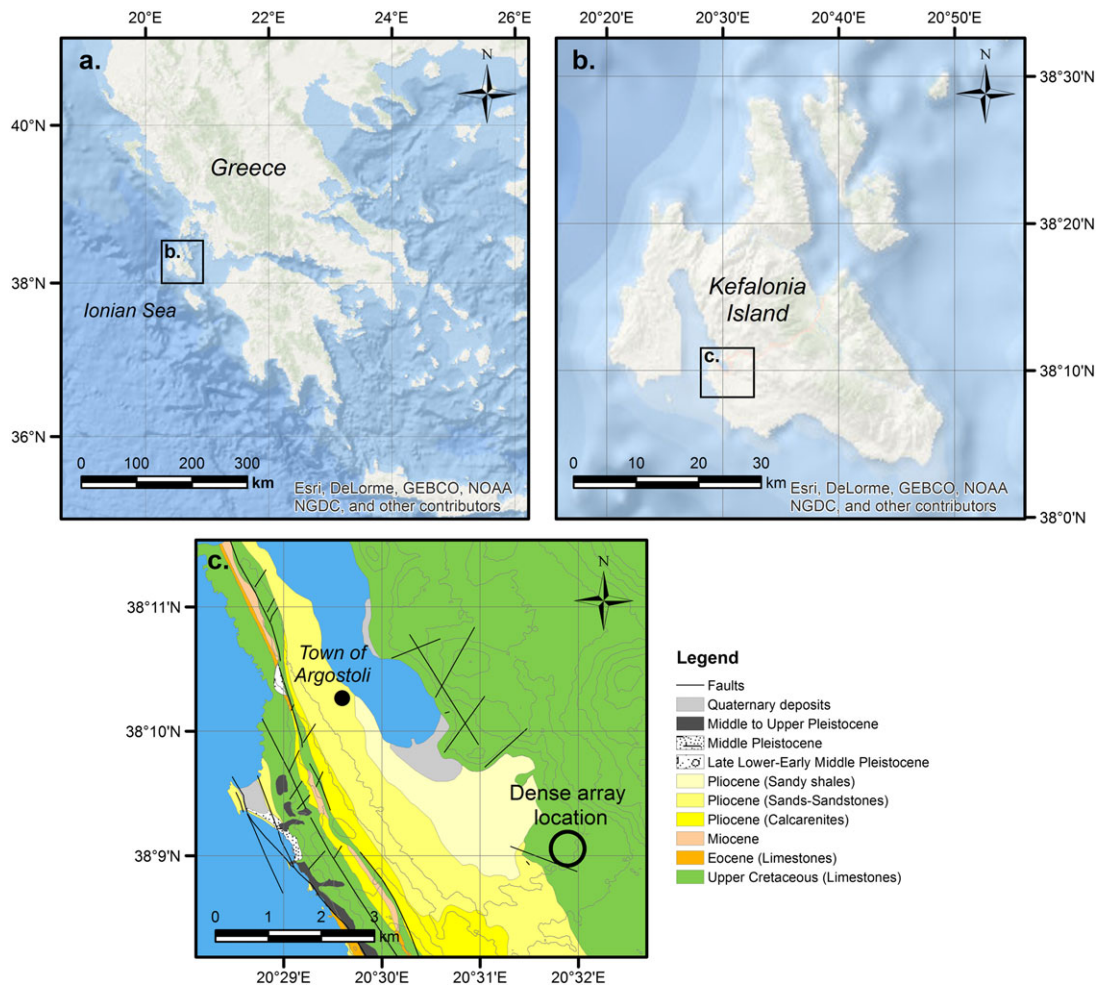 20°E 22°E 24°E 26°E
a.
N
40°N
Greece
b.
38°N
Ionian Sea
36°N
0 100 200 300
km
Esri, DeLorme, GEBCO, NOAA
NGDC, and other contributors
20°20'E 20°30'E 20°40'E 20°50'E
b.
N
38°30'N
38°20'N
Kefalonia
Island
c.
38°10'N
0 10 20 30
km
Esri, DeLorme, GEBCO, NOAA
NGDC, and other contributors
38°0'N
c.
N
38°11'N
Town of
Argostoli
38°10'N
Dense array
location
38°9'N
0 1 2 3
km
20°29'E 20°30'E 20°31'E 20°32'E
Legend
Faults
Quaternary deposits
Middle to Upper Pleistocene
Middle Pleistocene
Late Lower-Early Middle Pleistocene
Pliocene (Sandy shales)
Pliocene (Sands-Sandstones)
Pliocene (Calcarenites)
Miocene
Eocene (Limestones)
Upper Cretaceous (Limestones)